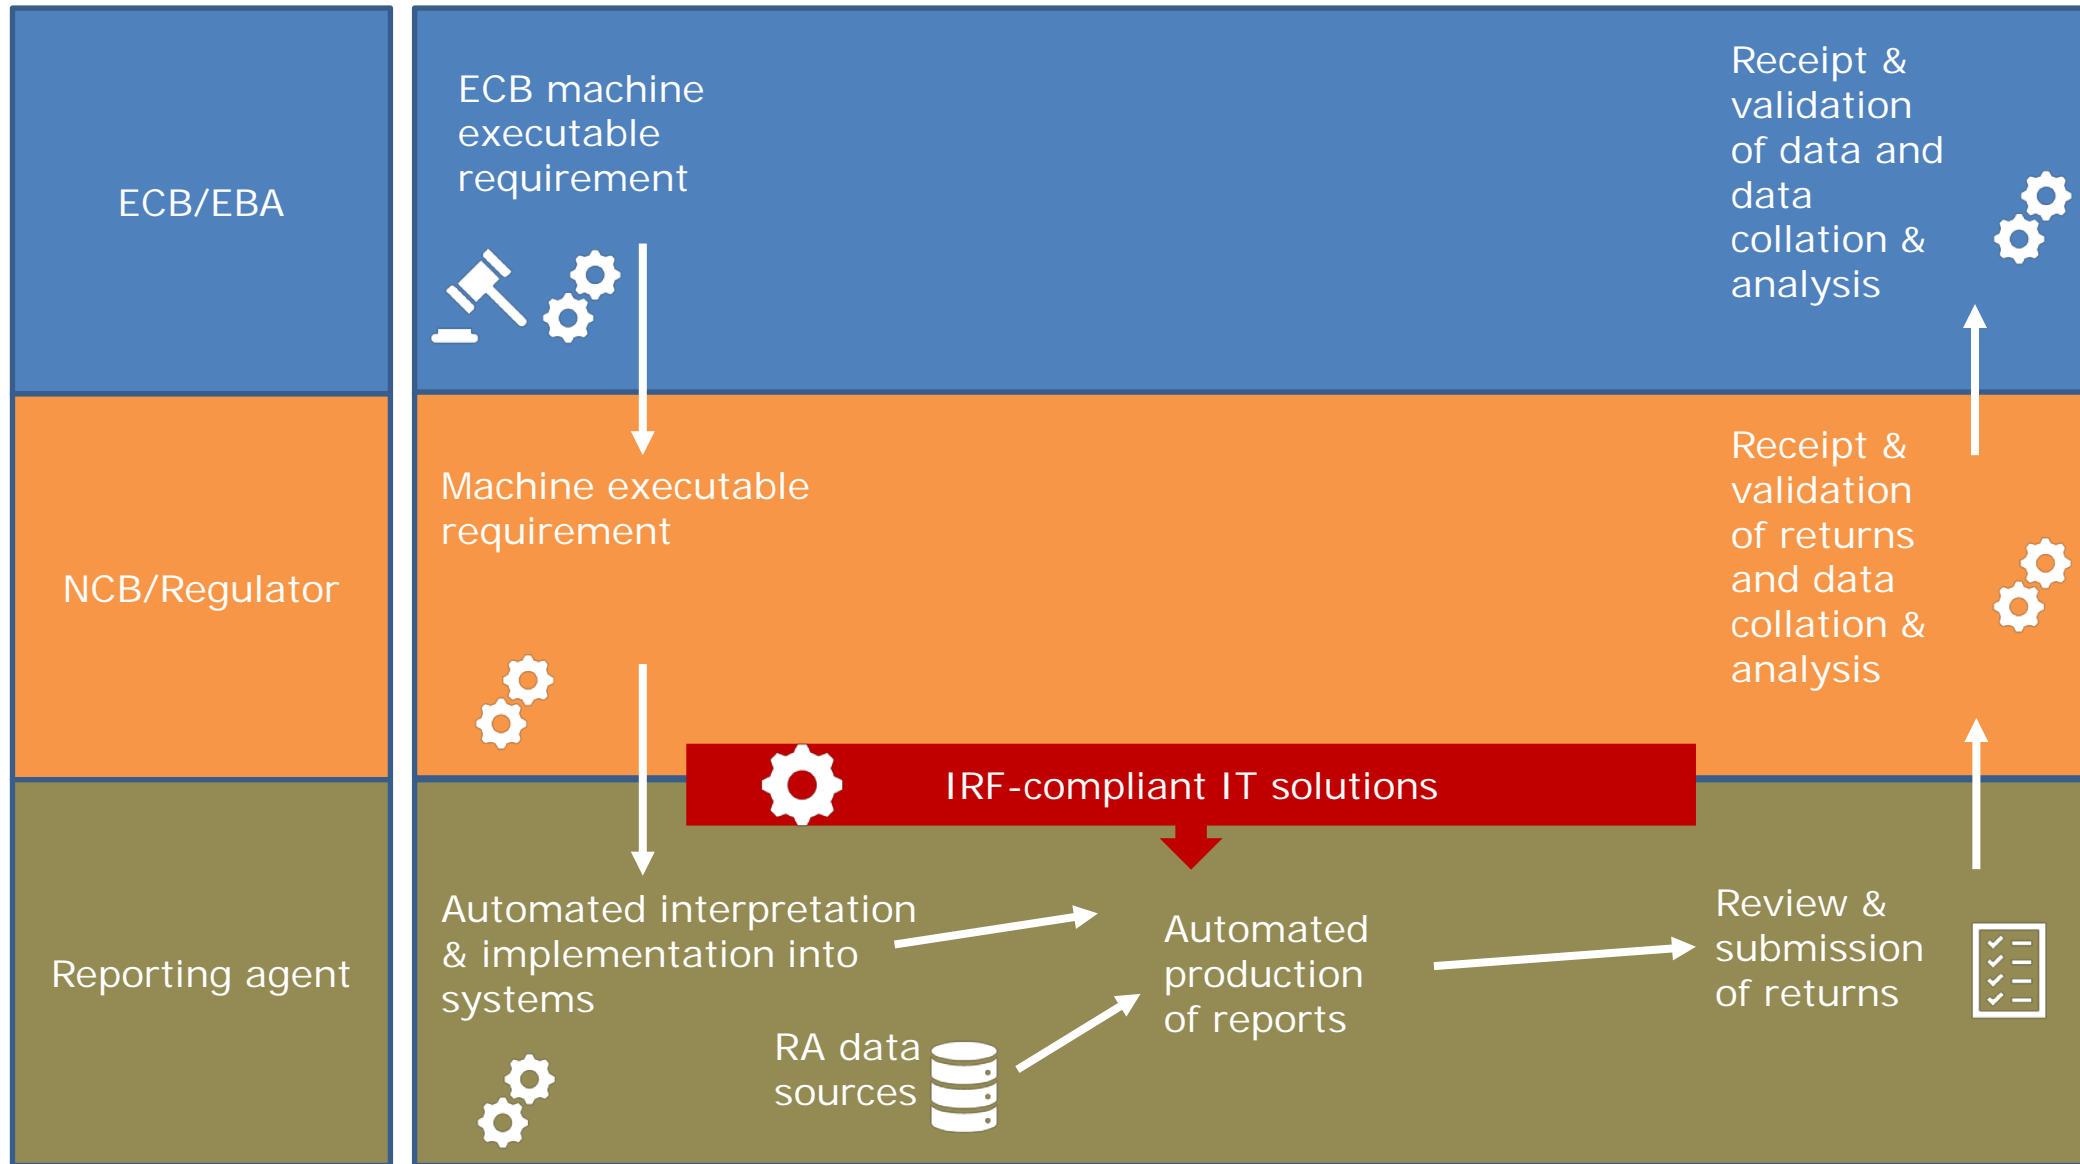 ECB/EBA
ECB machine
executable
requirement
Receipt &
validation
of data and
data
collation &
analysis
NCB/Regulator
Machine executable
requirement
Receipt &
validation
of returns
and data
collation &
analysis
IRF-compliant IT solutions
Reporting agent
Automated interpretation
& implementation into
systems
RA data
sources
Automated
production
of reports
Review &
submission
of returns